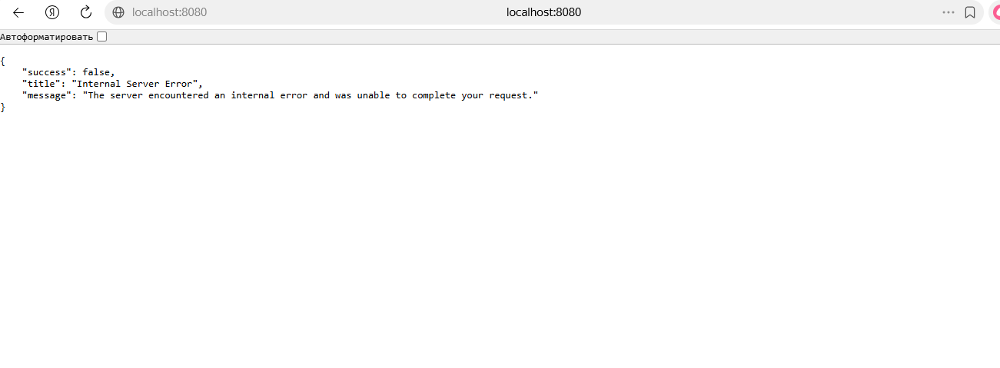 Я localhost:8080 localhost:8080
Автоформатировать
{
    "success": false,
    "title": "Internal Server Error",
    "message": "The server encountered an internal error and was unable to complete your request."
}